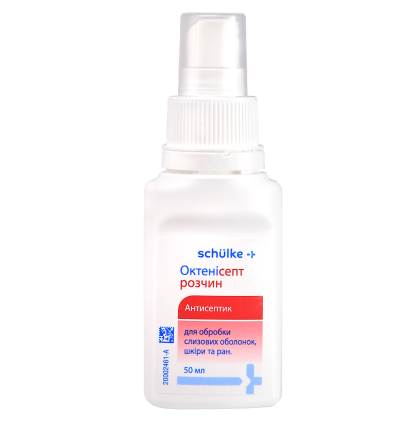 schülke -+
Октенісепт
розчин
Антисептик
для обробки
слизових оболонок,
шкіри та ран.
50 мл
20002461-A